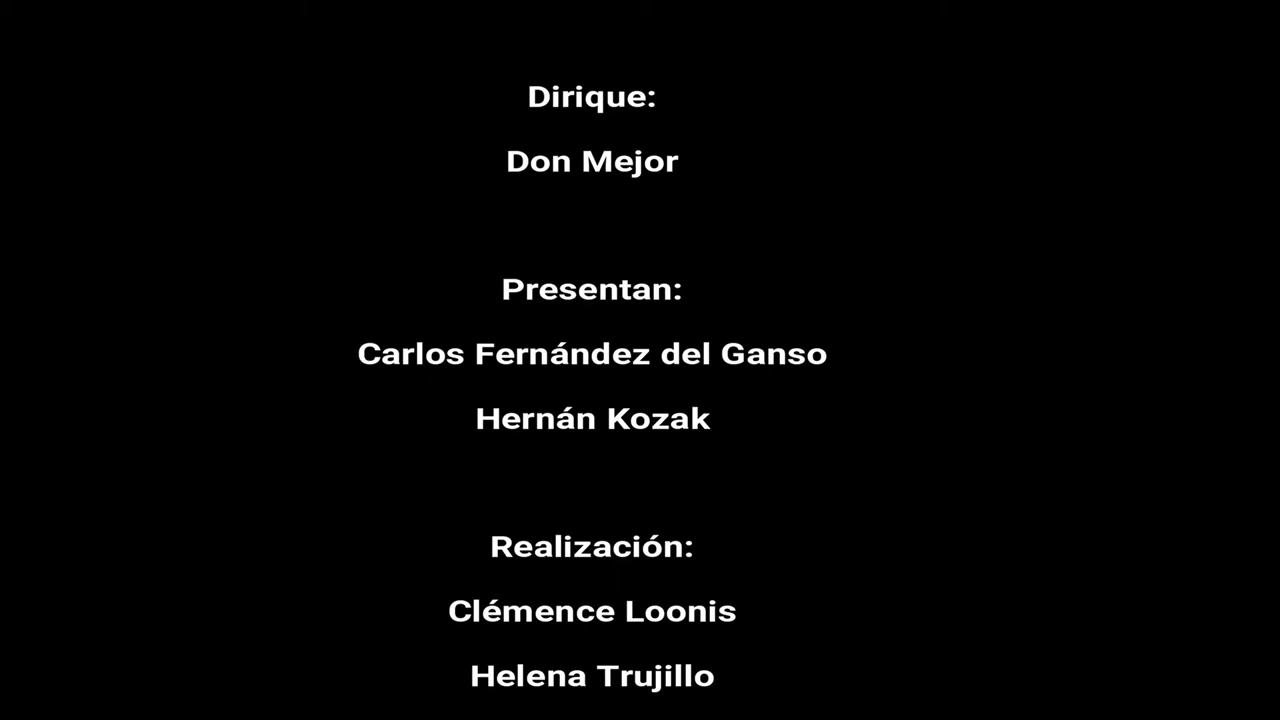 Dirique:
Don Mejor
Presentan:
Carlos Fernández del Ganso
Hernán Kozak
Realización:
Clémence Loonis
Helena Trujillo